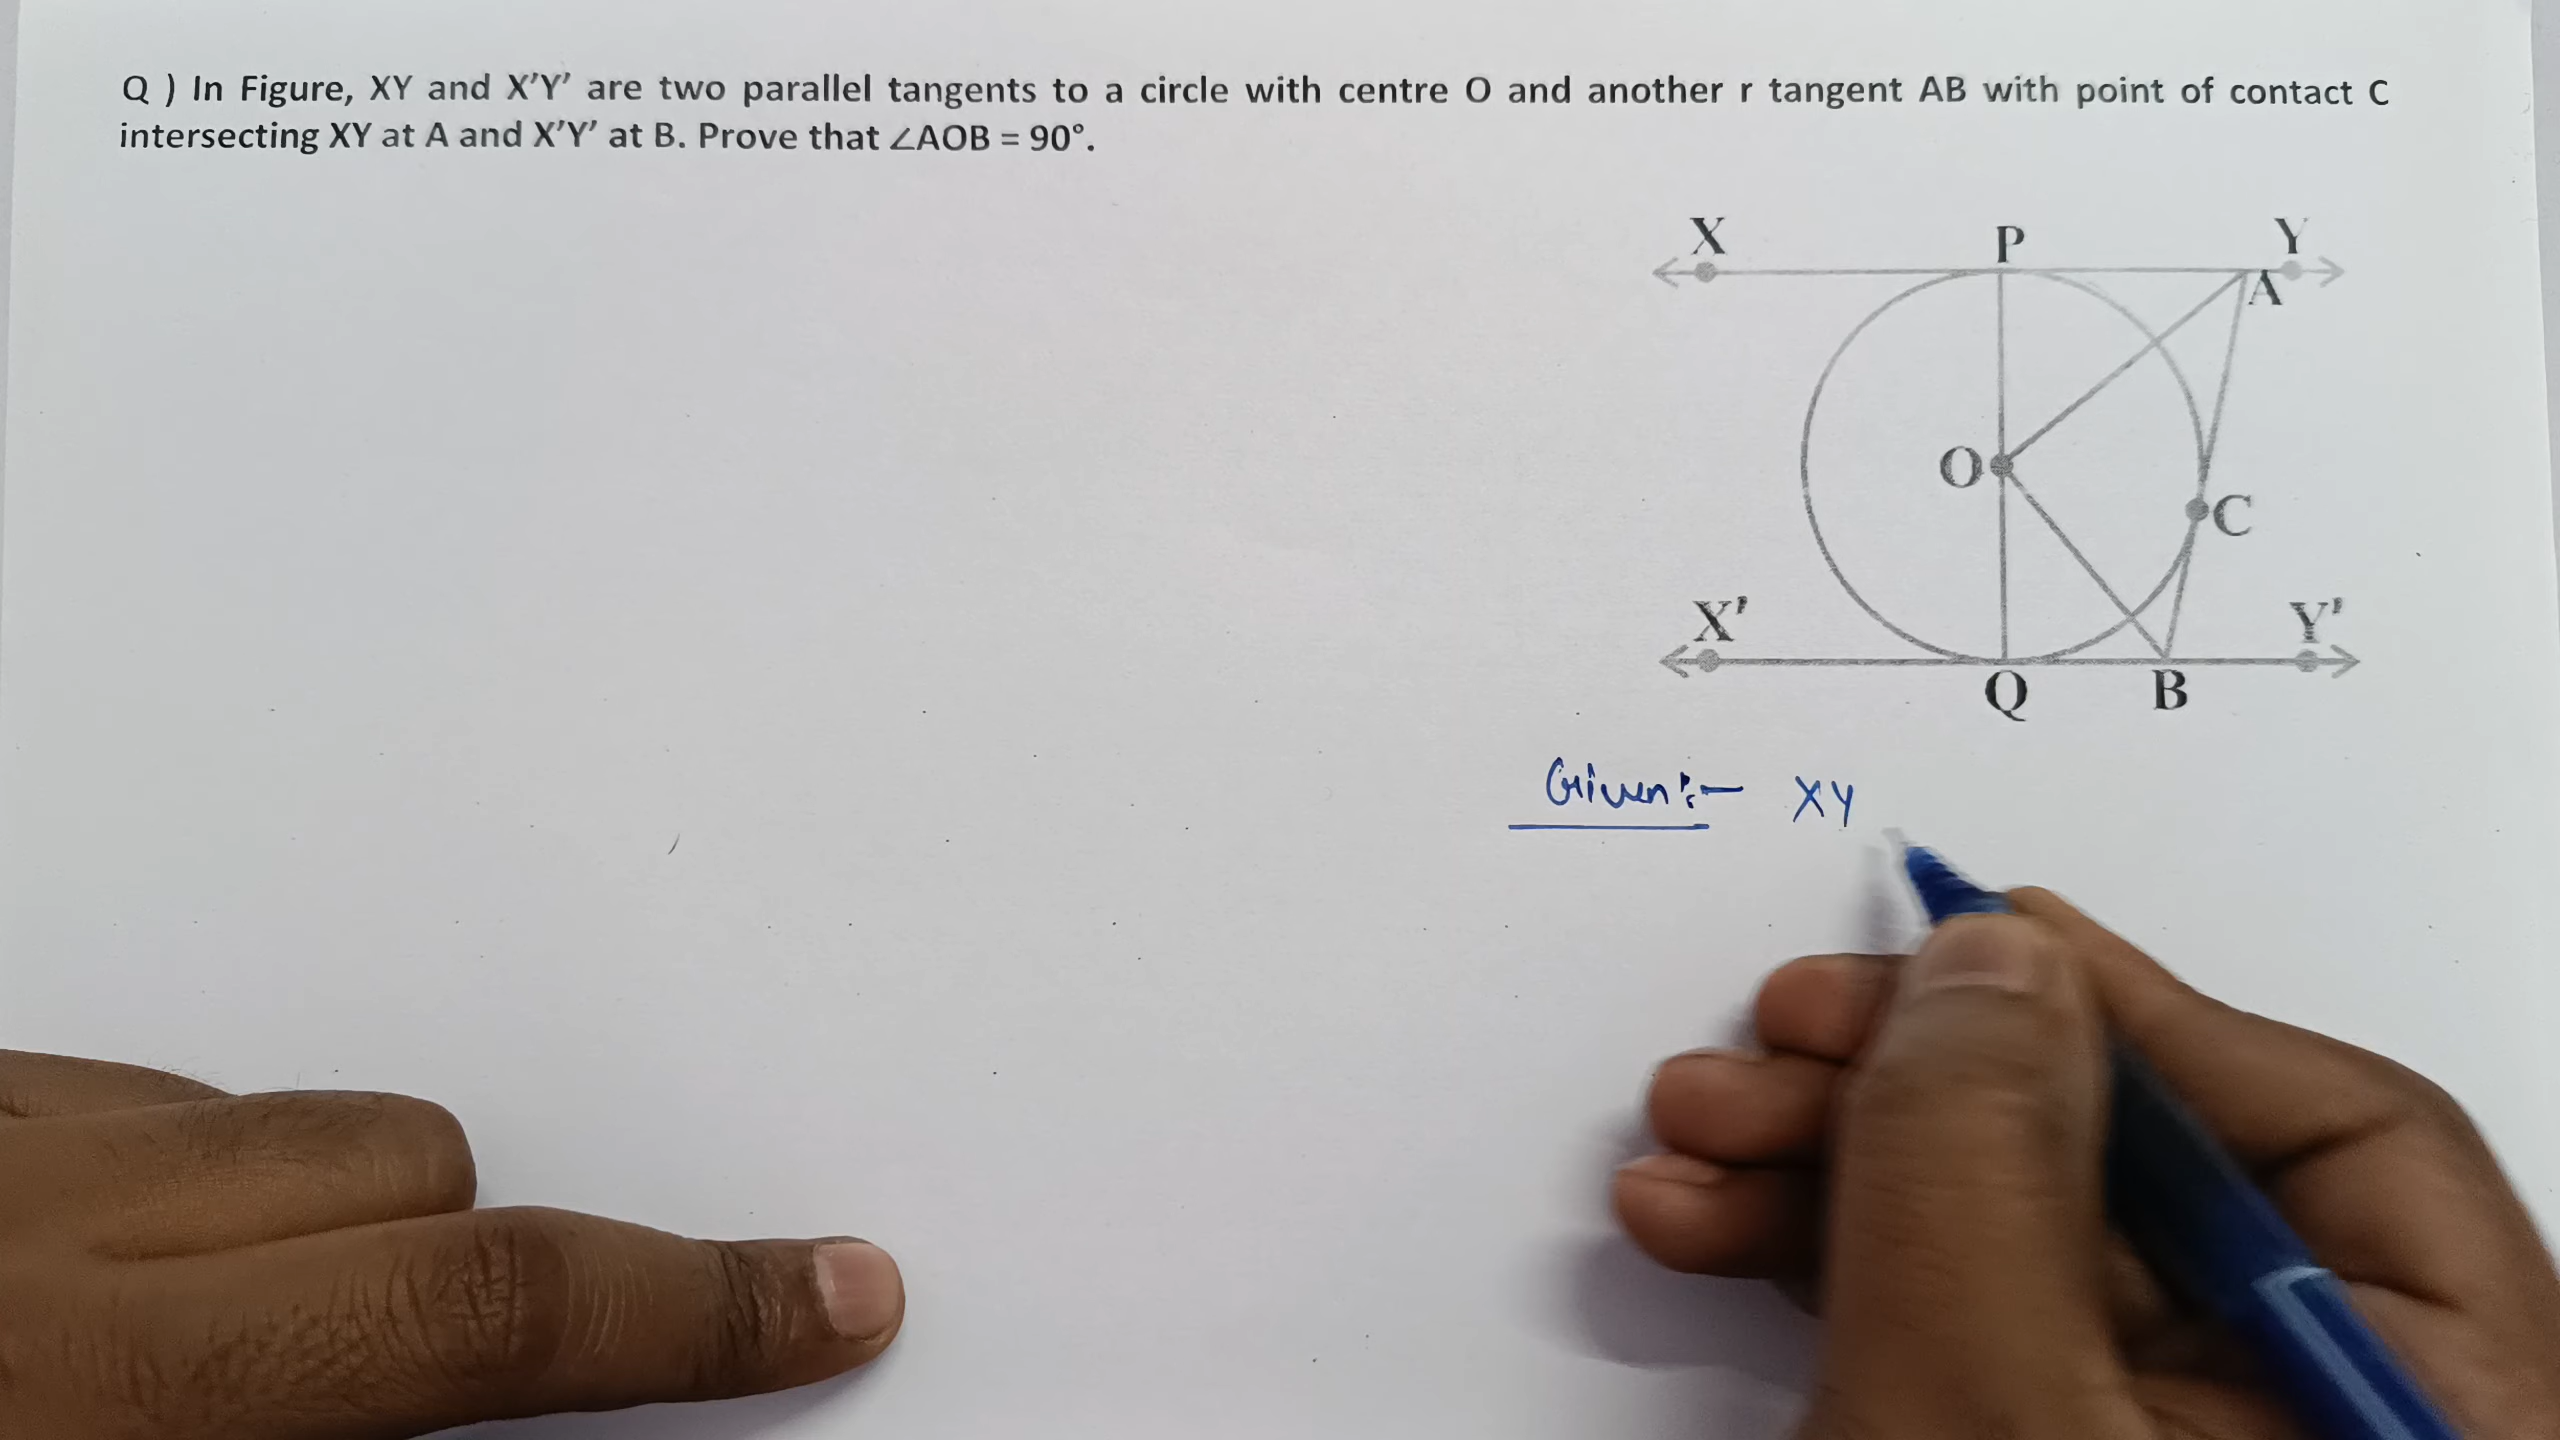 Q ) In Figure, XY and X’Y’ are two parallel tangents to a circle with centre O and another r tangent AB with point of contact C
intersecting XY at A and X’Y’ at B. Prove that ∠AOB = 90°.
X P Y
A
O
C
X' Y'
Q B
Given:- XY